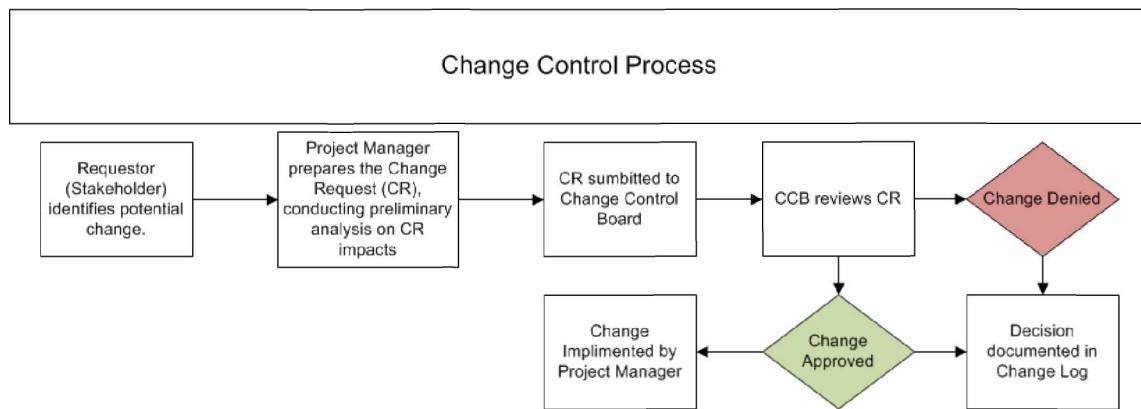 Change Control Process
Requestor
(Stakeholder)
identifies potential
change.
Project Manager
prepares the Change
Request (CR),
conducting preliminary
analysis on CR
impacts
CR sumbitted to
Change Control
Board
CCB reviews CR
Change Denied
Change
Implimented by
Project Manager
Change
Approved
Decision
documented in
Change Log